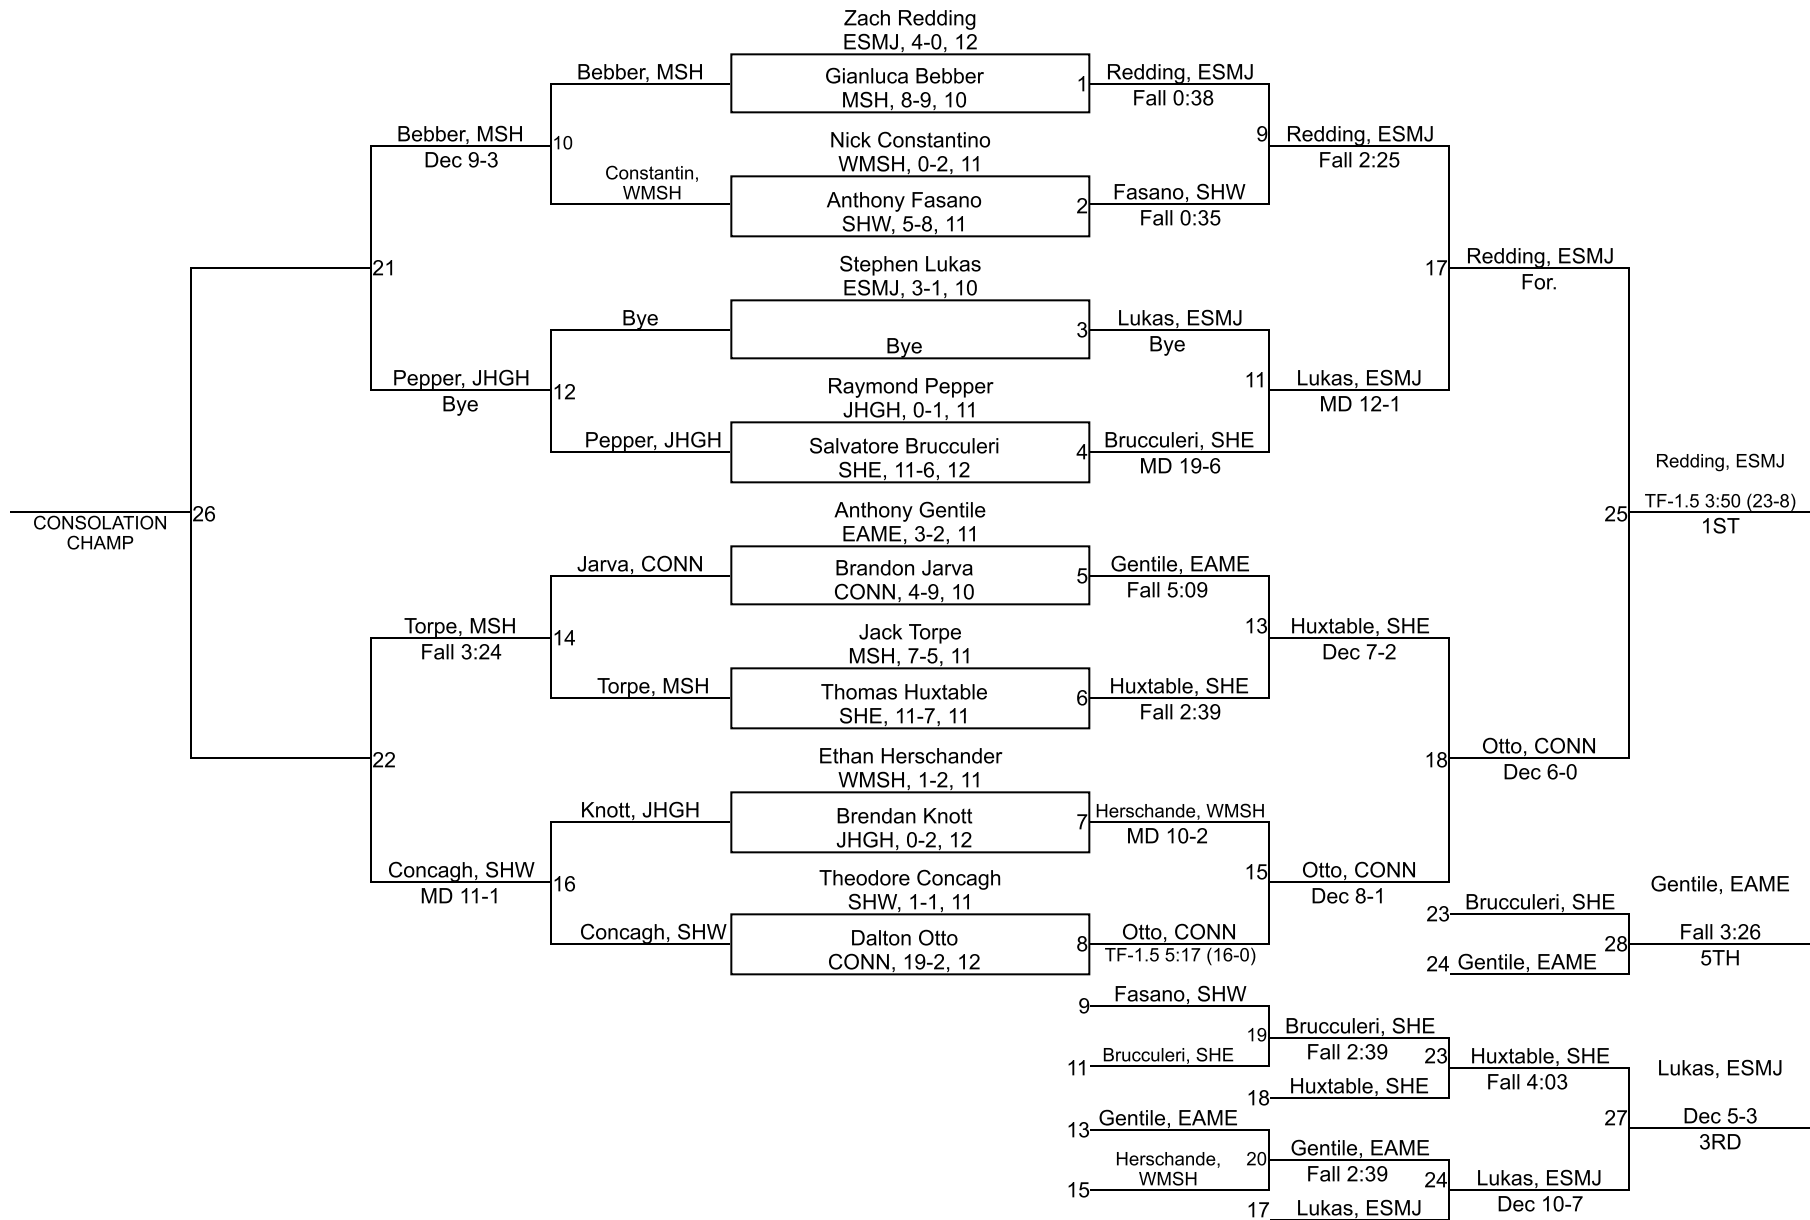 Zach Redding
ESMJ, 4-0, 12
Bebber, MSH
Gianluca Bebber
MSH, 8-9, 10
1
Redding, ESMJ
Fall 0:38
Bebber, MSH
Dec 9-3
10
Nick Constantino
WMSH, 0-2, 11
9
Redding, ESMJ
Fall 2:25
Constantin,
WMSH
Anthony Fasano
SHW, 5-8, 11
2
Fasano, SHW
Fall 0:35
21
Stephen Lukas
ESMJ, 3-1, 10
17
Redding, ESMJ
For.
Bye
Bye
3
Lukas, ESMJ
Bye
Pepper, JHGH
Bye
12
Raymond Pepper
JHGH, 0-1, 11
11
Lukas, ESMJ
MD 12-1
Pepper, JHGH
Salvatore Brucculeri
SHE, 11-6, 12
4
Brucculeri, SHE
MD 19-6
Redding, ESMJ
TF-1.5 3:50 (23-8)
1ST
25
CONSOLATION
CHAMP
26
Anthony Gentile
EAME, 3-2, 11
Jarva, CONN
Brandon Jarva
CONN, 4-9, 10
5
Gentile, EAME
Fall 5:09
Torpe, MSH
Fall 3:24
14
Jack Torpe
MSH, 7-5, 11
13
Huxtable, SHE
Dec 7-2
Torpe, MSH
Thomas Huxtable
SHE, 11-7, 11
6
Huxtable, SHE
Fall 2:39
22
Ethan Herschander
WMSH, 1-2, 11
18
Otto, CONN
Dec 6-0
Knott, JHGH
Brendan Knott
JHGH, 0-2, 12
7
Herschande, WMSH
MD 10-2
Concagh, SHW
MD 11-1
16
Theodore Concagh
SHW, 1-1, 11
15
Otto, CONN
Dec 8-1
Concagh, SHW
Dalton Otto
CONN, 19-2, 12
8
Otto, CONN
TF-1.5 5:17 (16-0)
23
Brucculeri, SHE
24
Gentile, EAME
28
Gentile, EAME
Fall 3:26
5TH
9
Fasano, SHW
11
Brucculeri, SHE
19
Brucculeri, SHE
Fall 2:39
18
Huxtable, SHE
23
Huxtable, SHE
Fall 4:03
13
Gentile, EAME
15
Herschande,
WMSH
20
Gentile, EAME
Fall 2:39
17
Lukas, ESMJ
24
Lukas, ESMJ
Dec 10-7
27
Lukas, ESMJ
Dec 5-3
3RD